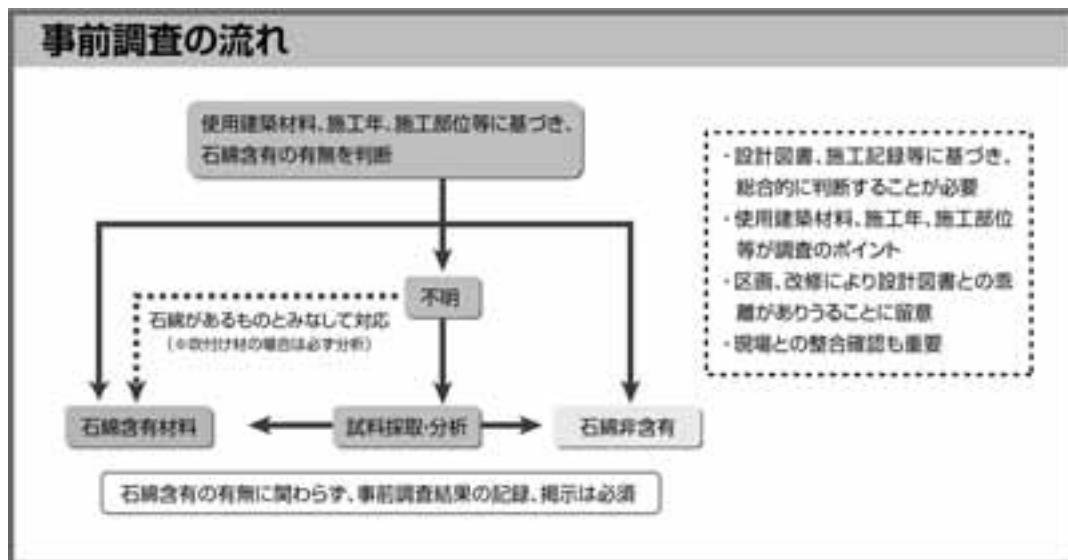 事前調査の流れ
使用建築材料、施工年、施工部位等に基づき、
石綿含有の有無を判断
・設計図書、施工記録等に基づき、
総合的に判断することが必要
・使用建築材料、施工年、施工部位
等が調査のポイント
・区画、改修により設計図書との乖
離がありうることに留意
・現場との整合確認も重要
不明
石綿があるものとみなして対応
（※吹付け材の場合は必ず分析）
石綿含有材料
試料採取・分析
石綿非含有
石綿含有の有無に関わらず、事前調査結果の記録、掲示は必須